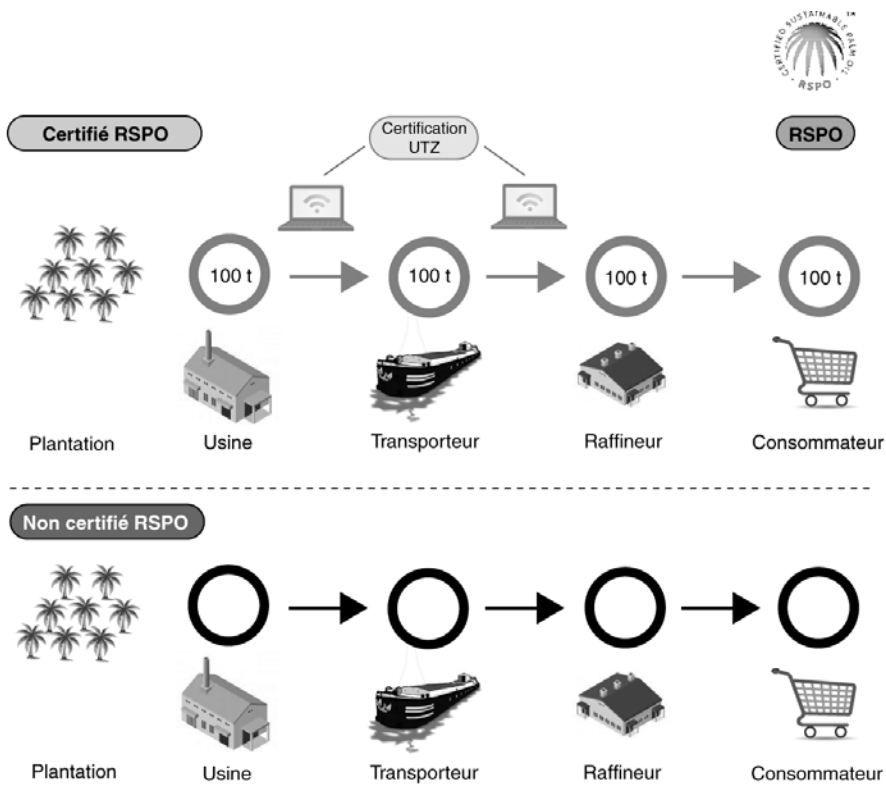 CERTIFIED SUSTAINABLE PALM OIL · RSPO · ™
Certifié RSPO
Certification
UTZ
RSPO
100 t
100 t
100 t
100 t
Plantation
Usine
Transporteur
Raffineur
Consommateur
Non certifié RSPO
Plantation
Usine
Transporteur
Raffineur
Consommateur